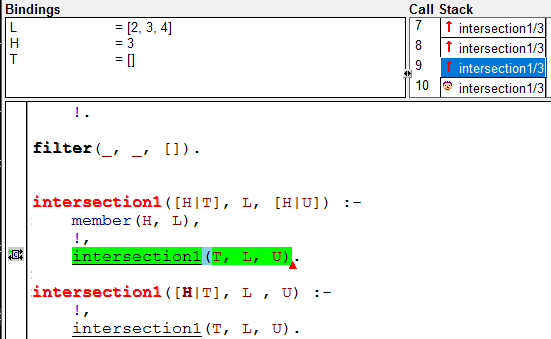 Bindings
L = [2, 3, 4]
H = 3
T = []
Call Stack
7 intersection1/3
8 intersection1/3
9 intersection1/3
10 intersection1/3
!.
filter(_, _, []).
intersection1([H|T], L, [H|U]) :-
member(H, L),
!,
intersection1(T, L, U).
intersection1([H|T], L , U) :-
!,
intersection1(T, L, U).